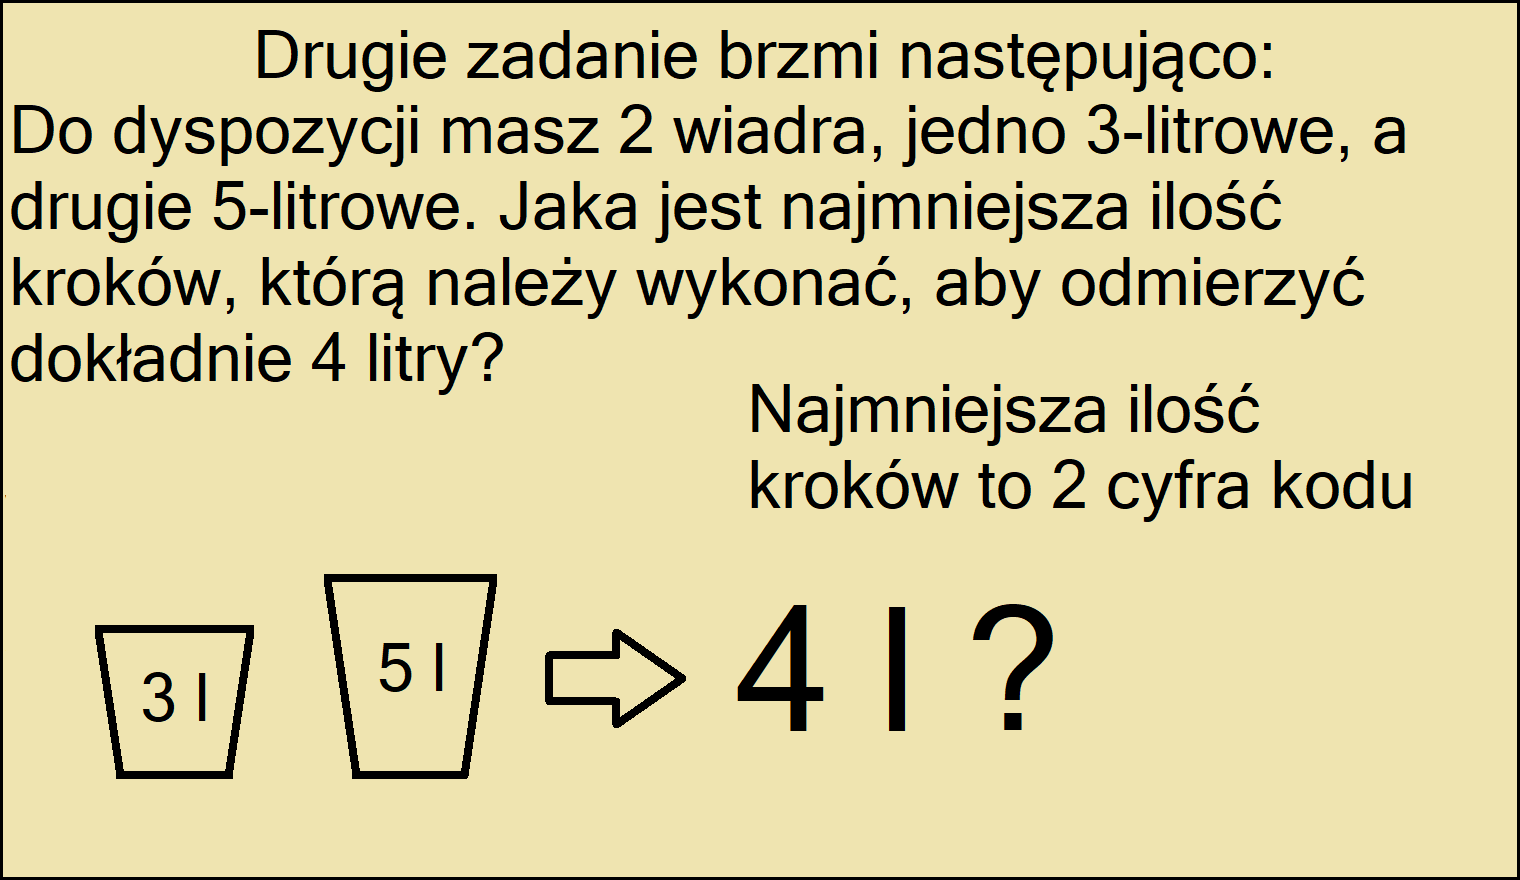 Drugie zadanie brzmi następująco:
Do dyspozycji masz 2 wiadra, jedno 3-litrowe, a
drugie 5-litrowe. Jaka jest najmniejsza ilość
kroków, którą należy wykonać, aby odmierzyć
dokładnie 4 litry?
Najmniejsza ilość
kroków to 2 cyfra kodu
3 l
5 l
4 l ?